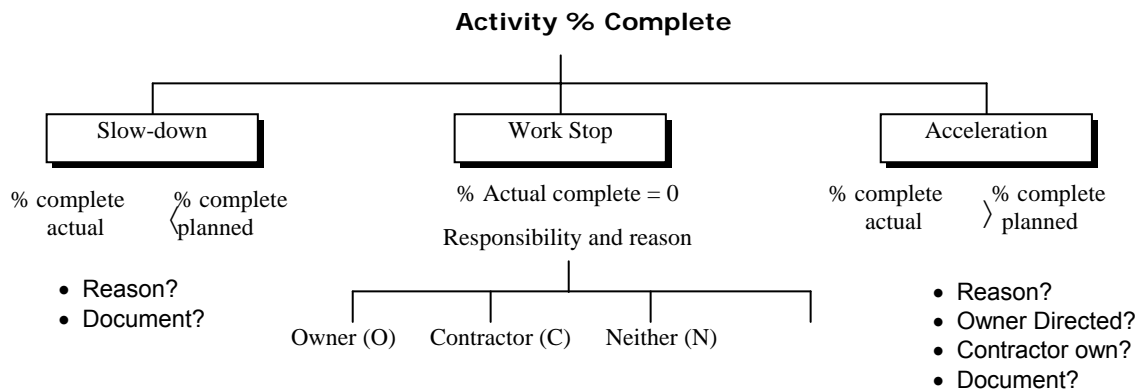 Activity % Complete
Slow-down
Work Stop
Acceleration
% complete actual 〈 % complete planned
% Actual complete = 0
% complete actual 〉 % complete planned
Responsibility and reason
• Reason?
• Document?
Owner (O)
Contractor (C)
Neither (N)
• Reason?
• Owner Directed?
• Contractor own?
• Document?